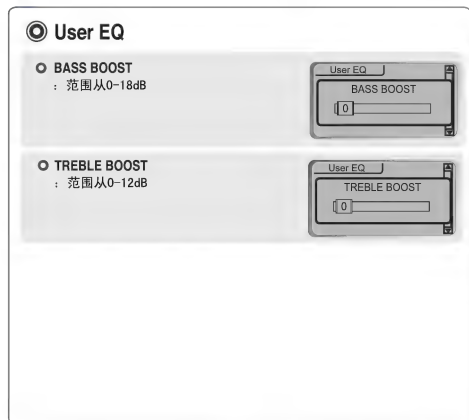 User EQ
BASS BOOST
: 范围从0-18dB
User EQ
BASS BOOST
0
TREBLE BOOST
: 范围从0-12dB
User EQ
TREBLE BOOST
0